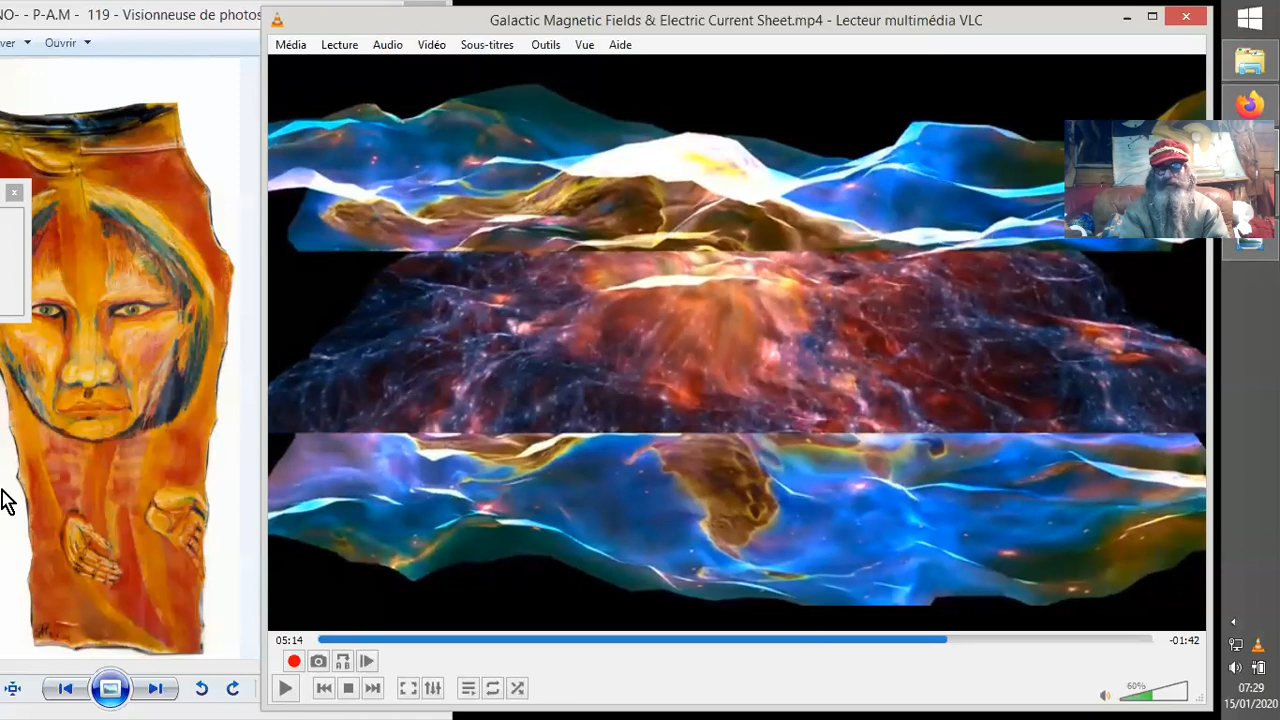 NO- - P-A-M - 119 - Visionneuse de photos
Ouvrir
Galactic Magnetic Fields & Electric Current Sheet.mp4 - Lecteur multimédia VLC
Média Lecture Audio Vidéo Sous-titres Outils Vue Aide
05:14
-01:42
60%
07:29
15/01/2020